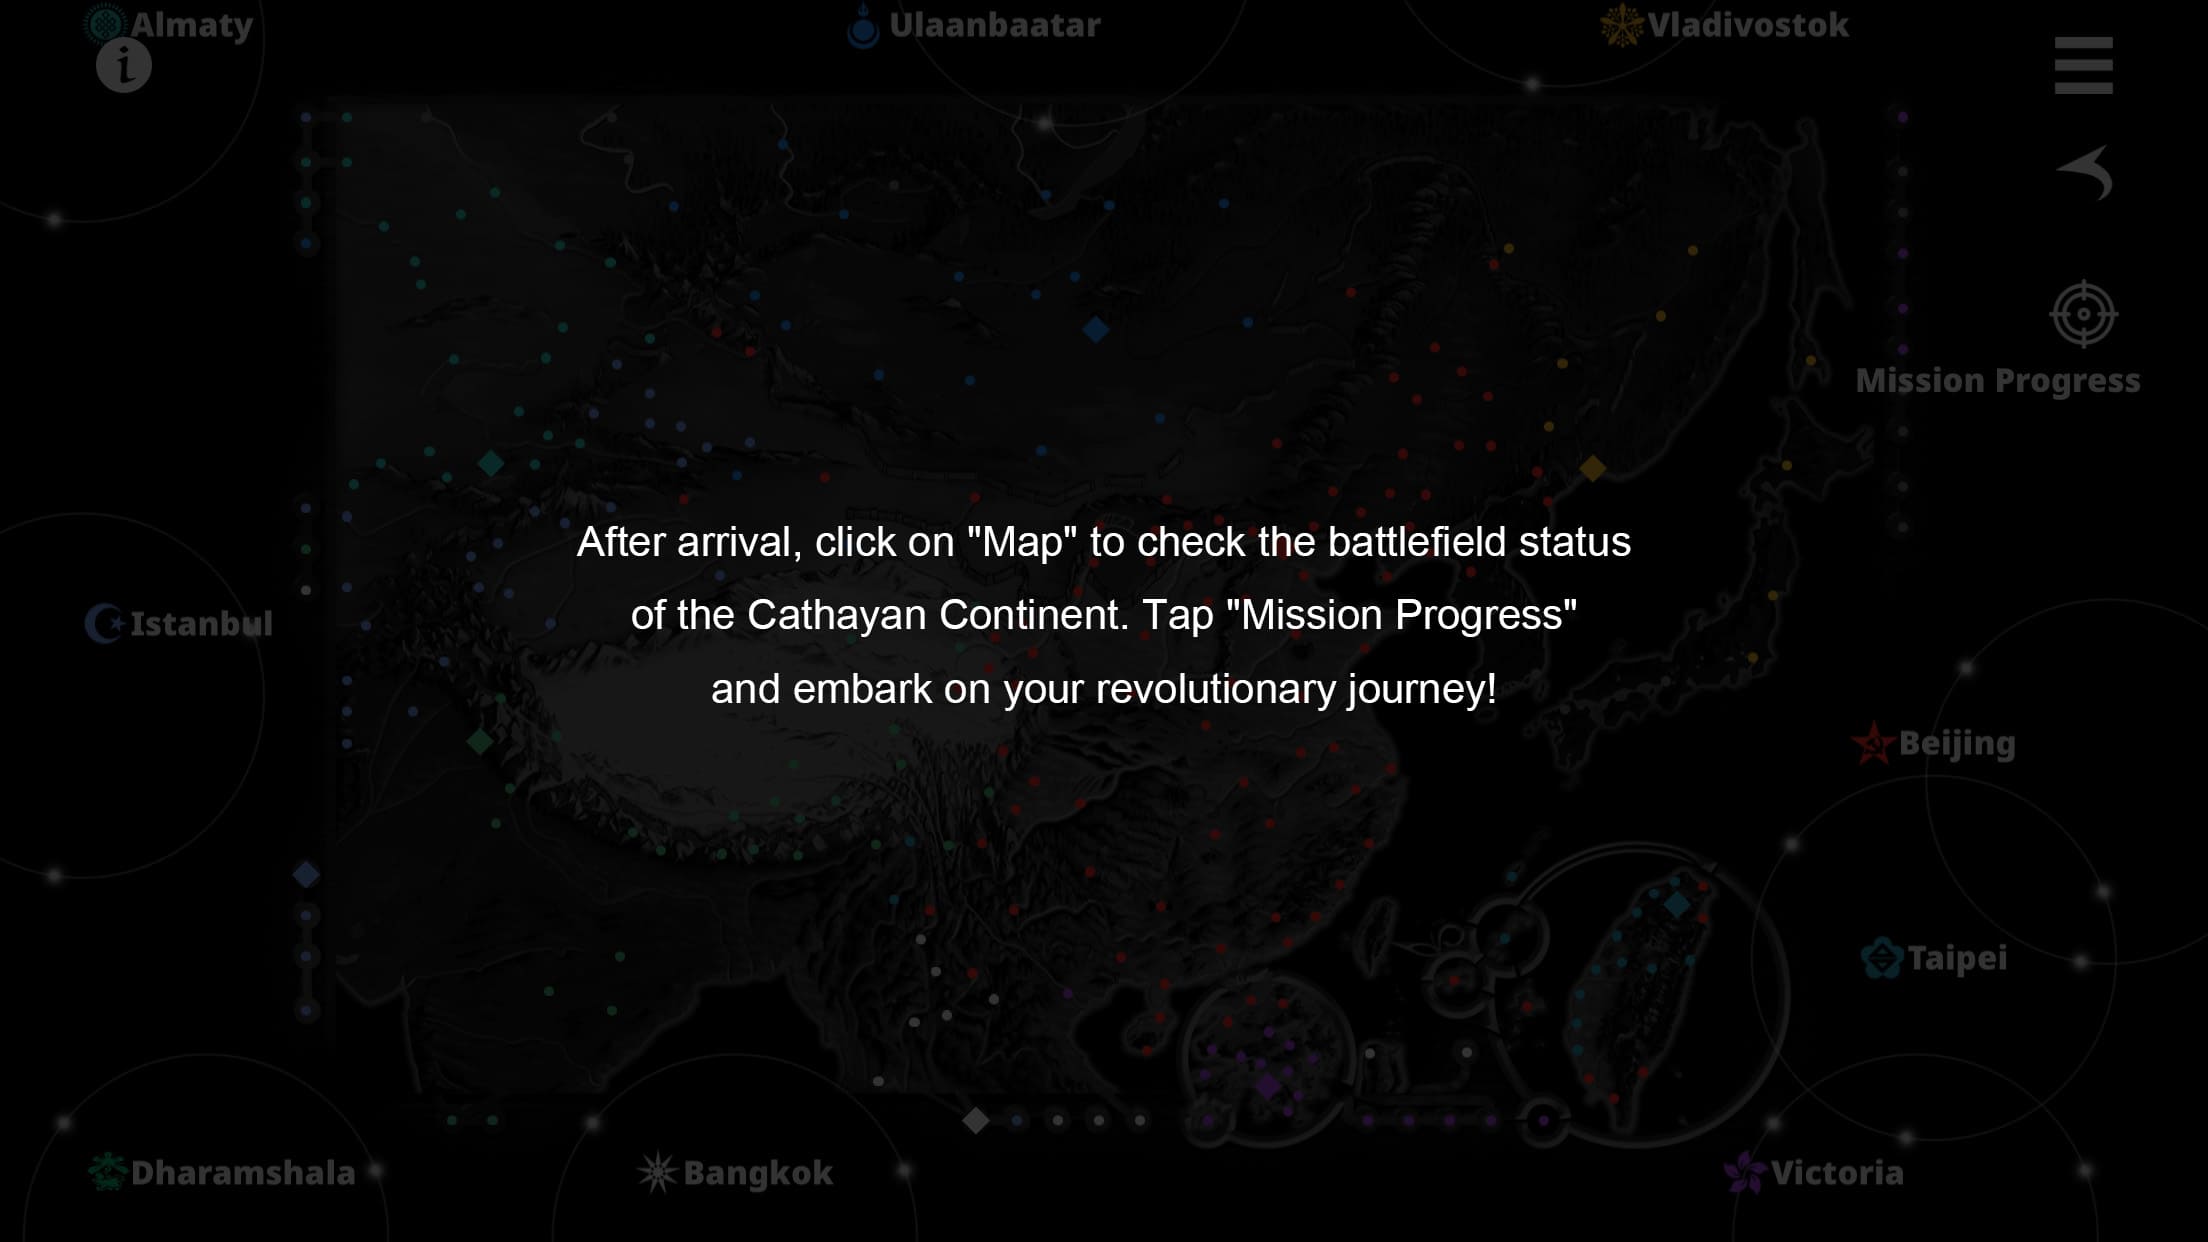 Almaty
Ulaanbaatar
Vladivostok
i
Mission Progress
After arrival, click on "Map" to check the battlefield status
of the Cathayan Continent. Tap "Mission Progress"
and embark on your revolutionary journey!
Istanbul
Beijing
Taipei
Dharamshala
Bangkok
Victoria